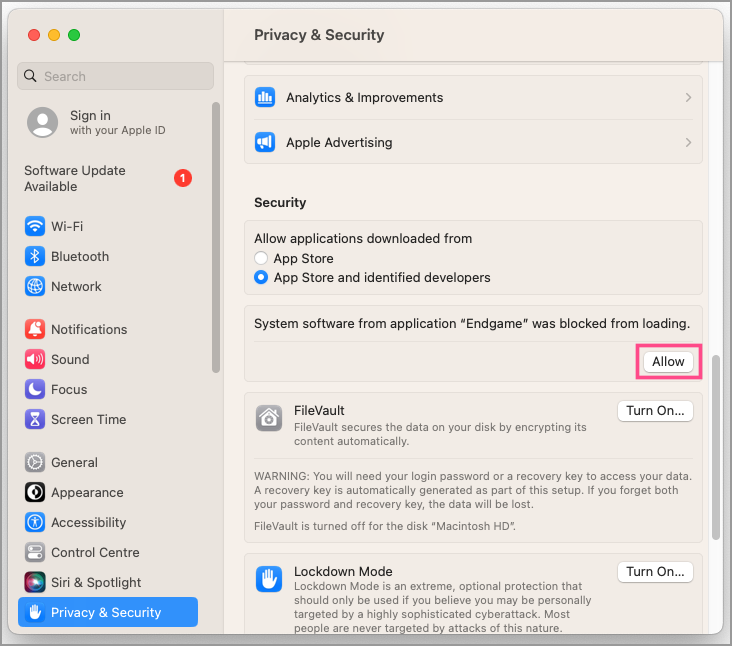 Privacy & Security
Search
Sign in
with your Apple ID
Software Update
Available
1
Wi-Fi
Bluetooth
Network
Notifications
Sound
Focus
Screen Time
General
Appearance
Accessibility
Control Centre
Siri & Spotlight
Privacy & Security
Analytics & Improvements
Apple Advertising
Security
Allow applications downloaded from
App Store
App Store and identified developers
System software from application “Endgame” was blocked from loading.
Allow
FileVault
Turn On...
FileVault secures the data on your disk by encrypting its
content automatically.
WARNING: You will need your login password or a recovery key to access your data.
A recovery key is automatically generated as part of this setup. If you forget both
your password and recovery key, the data will be lost.
FileVault is turned off for the disk “Macintosh HD”.
Lockdown Mode
Turn On...
Lockdown Mode is an extreme, optional protection that
should only be used if you believe you may be personally
targeted by a highly sophisticated cyberattack. Most
people are never targeted by attacks of this nature.